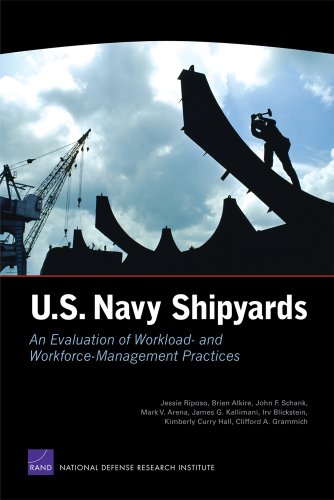 U.S. Navy Shipyards
An Evaluation of Workload- and
Workforce-Management Practices
Jessie Riposo, Brien Alkire, John F. Schank,
Mark V. Arena, James G. Kallimani, Irv Blickstein,
Kimberly Curry Hall, Clifford A. Grammich
RAND NATIONAL DEFENSE RESEARCH INSTITUTE